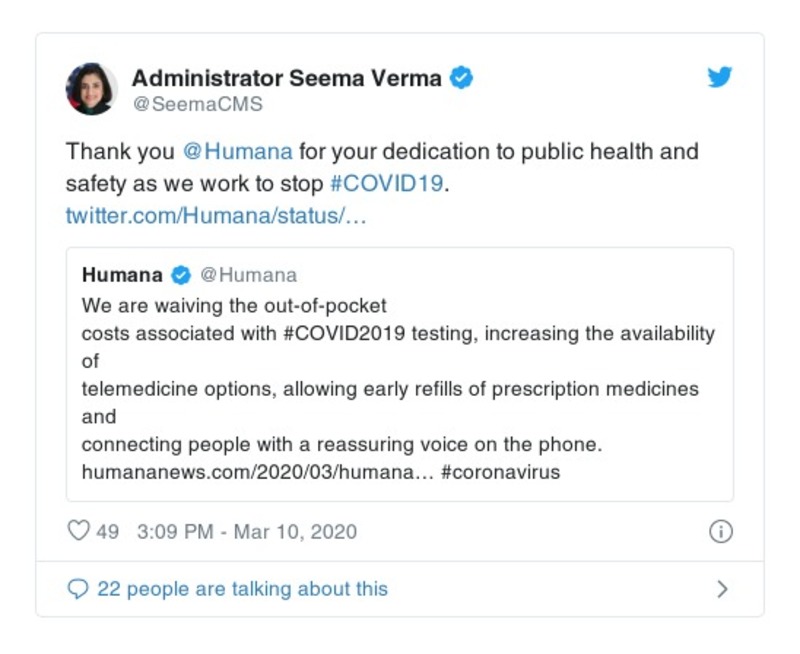 Administrator Seema Verma
@SeemaCMS
Thank you @Humana for your dedication to public health and
safety as we work to stop #COVID19.
twitter.com/Humana/status/…
Humana @Humana
We are waiving the out-of-pocket
costs associated with #COVID2019 testing, increasing the availability
of
telemedicine options, allowing early refills of prescription medicines
and
connecting people with a reassuring voice on the phone.
humananews.com/2020/03/humana… #coronavirus
49 3:09 PM - Mar 10, 2020
22 people are talking about this